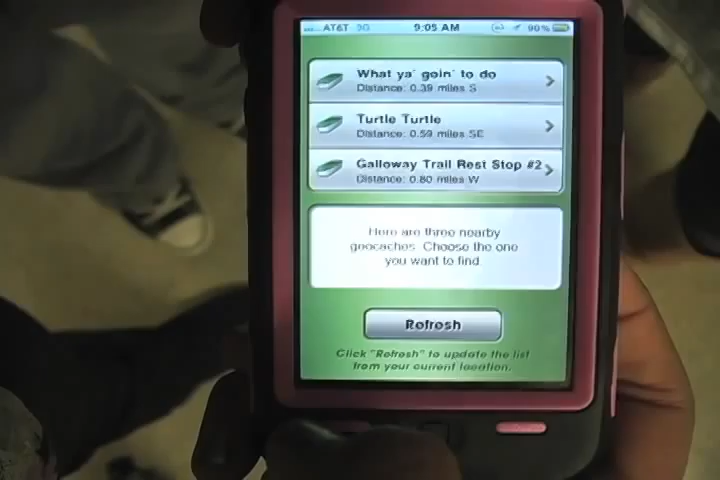 AT&T 3G 9:05 AM 90%
What ya' goin' to do
Distance: 0.39 miles S
Turtle Turtle
Distance: 0.59 miles SE
Galloway Trail Rest Stop #2
Distance: 0.80 miles W
Here are three nearby
geocaches. Choose the one
you want to find.
Refresh
Click "Refresh" to update the list
from your current location.